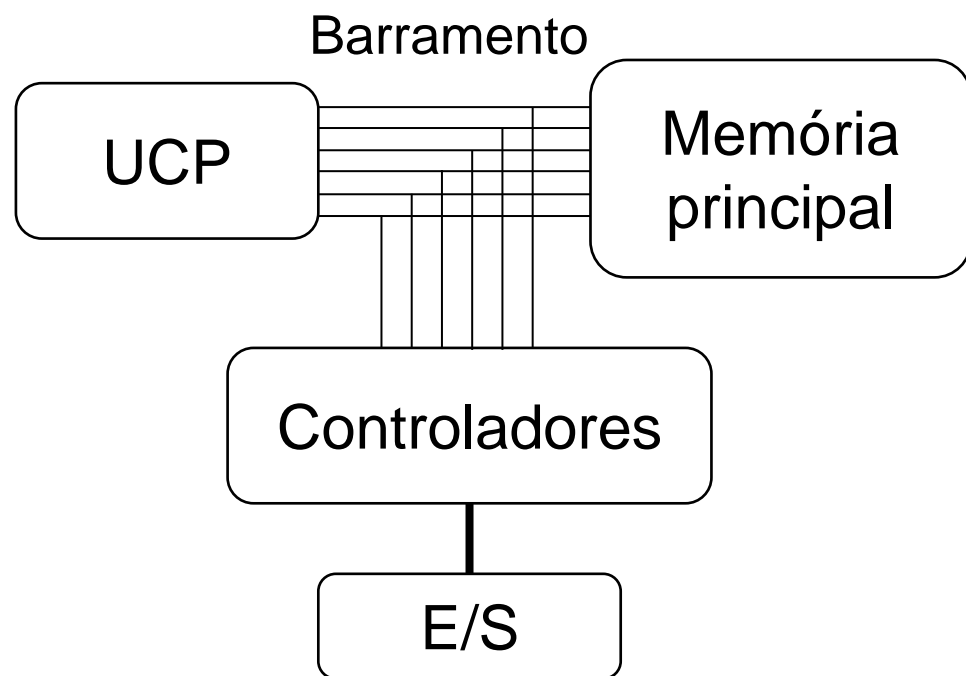 Barramento
UCP
Memória
principal
Controladores
E/S